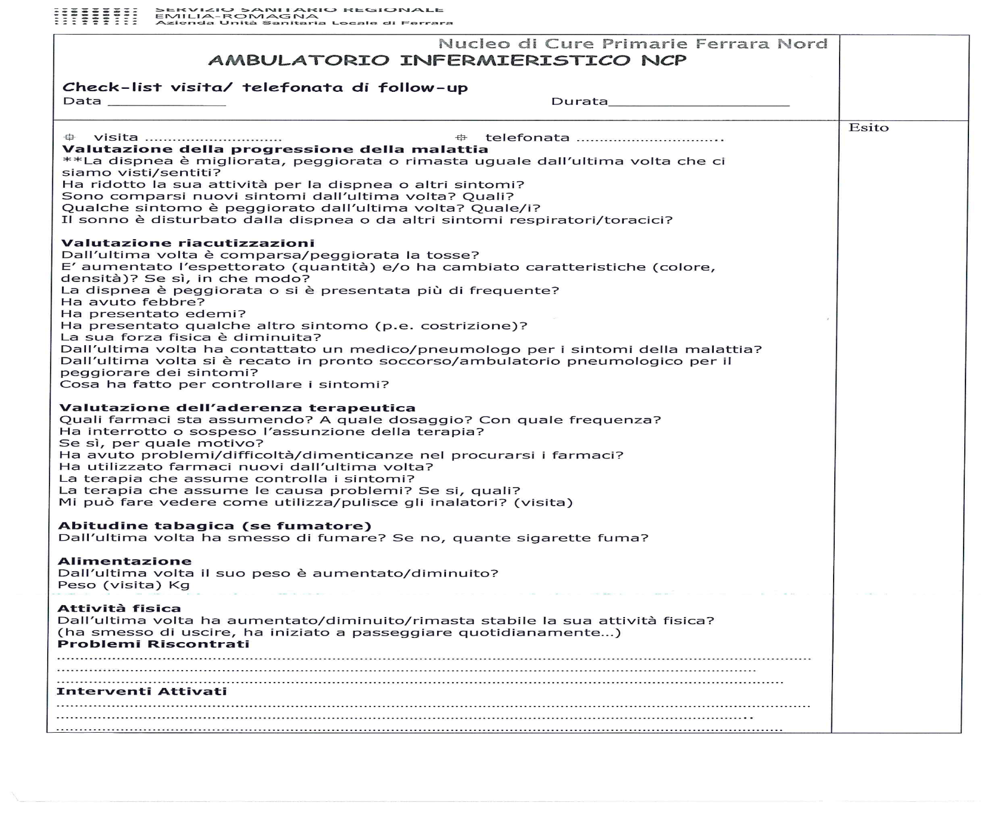 SERVIZIO SANITARIO REGIONALE
EMILIA-ROMAGNA
Azienda Unità Sanitaria Locale di Ferrara
Nucleo di Cure Primarie Ferrara Nord
AMBULATORIO INFERMIERISTICO NCP
Check-list visita/ telefonata di follow-up
Data _______________ Durata_______________________
Esito
visita .............................. telefonata ................................
Valutazione della progressione della malattia
**La dispnea è migliorata, peggiorata o rimasta uguale dall'ultima volta che ci
siamo visti/sentiti?
Ha ridotto la sua attività per la dispnea o altri sintomi?
Sono comparsi nuovi sintomi dall'ultima volta? Quali?
Qualche sintomo è peggiorato dall'ultima volta? Quale/i?
Il sonno è disturbato dalla dispnea o da altri sintomi respiratori/toracici?
Valutazione riacutizzazioni
Dall'ultima volta è comparsa/peggiorata la tosse?
E' aumentato l'espettorato (quantità) e/o ha cambiato caratteristiche (colore,
densità)? Se sì, in che modo?
La dispnea è peggiorata o si è presentata più di frequente?
Ha avuto febbre?
Ha presentato edemi?
Ha presentato qualche altro sintomo (p.e. costrizione)?
La sua forza fisica è diminuita?
Dall'ultima volta ha contattato un medico/pneumologo per i sintomi della malattia?
Dall'ultima volta si è recato in pronto soccorso/ambulatorio pneumologico per il
peggiorare dei sintomi?
Cosa ha fatto per controllare i sintomi?
Valutazione dell'aderenza terapeutica
Quali farmaci sta assumendo? A quale dosaggio? Con quale frequenza?
Ha interrotto o sospeso l'assunzione della terapia?
Se sì, per quale motivo?
Ha avuto problemi/difficoltà/dimenticanze nel procurarsi i farmaci?
Ha utilizzato farmaci nuovi dall'ultima volta?
La terapia che assume controlla i sintomi?
La terapia che assume le causa problemi? Se si, quali?
Mi può fare vedere come utilizza/pulisce gli inalatori? (visita)
Abitudine tabagica (se fumatore)
Dall'ultima volta ha smesso di fumare? Se no, quante sigarette fuma?
Alimentazione
Dall'ultima volta il suo peso è aumentato/diminuito?
Peso (visita) Kg
Attività fisica
Dall'ultima volta ha aumentato/diminuito/rimasta stabile la sua attività fisica?
(ha smesso di uscire, ha iniziato a passeggiare quotidianamente...)
Problemi Riscontrati
Interventi Attivati